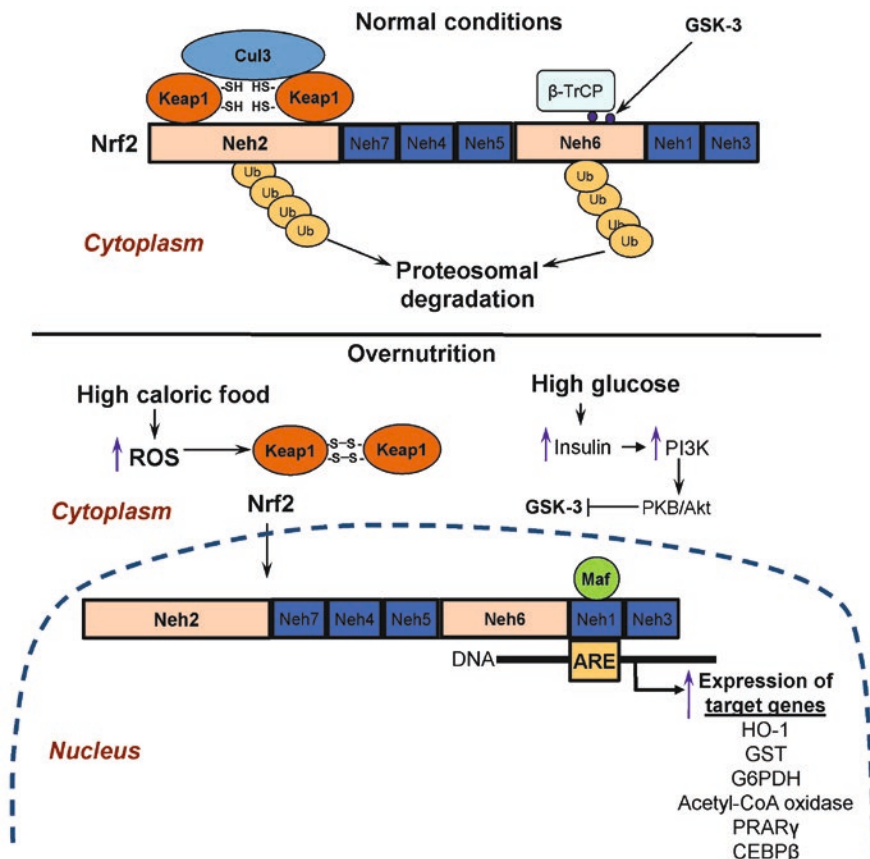 Normal conditions
GSK-3
Cul3
Keap1
-SH HS-
-SH HS-
Keap1
β-TrCP
Nrf2
Neh2
Neh7
Neh4
Neh5
Neh6
Neh1
Neh3
Ub
Ub
Ub
Ub
Ub
Ub
Ub
Ub
Cytoplasm
Proteosomal
degradation
Overnutrition
High caloric food
ROS
Keap1
-S-S-
-S-S-
Keap1
High glucose
Insulin
PI3K
GSK-3
PKB/Akt
Cytoplasm
Nrf2
Maf
Neh2
Neh7
Neh4
Neh5
Neh6
Neh1
Neh3
DNA
ARE
Expression of
target genes
HO-1
GST
G6PDH
Acetyl-CoA oxidase
PRARγ
CEBPβ
Nucleus